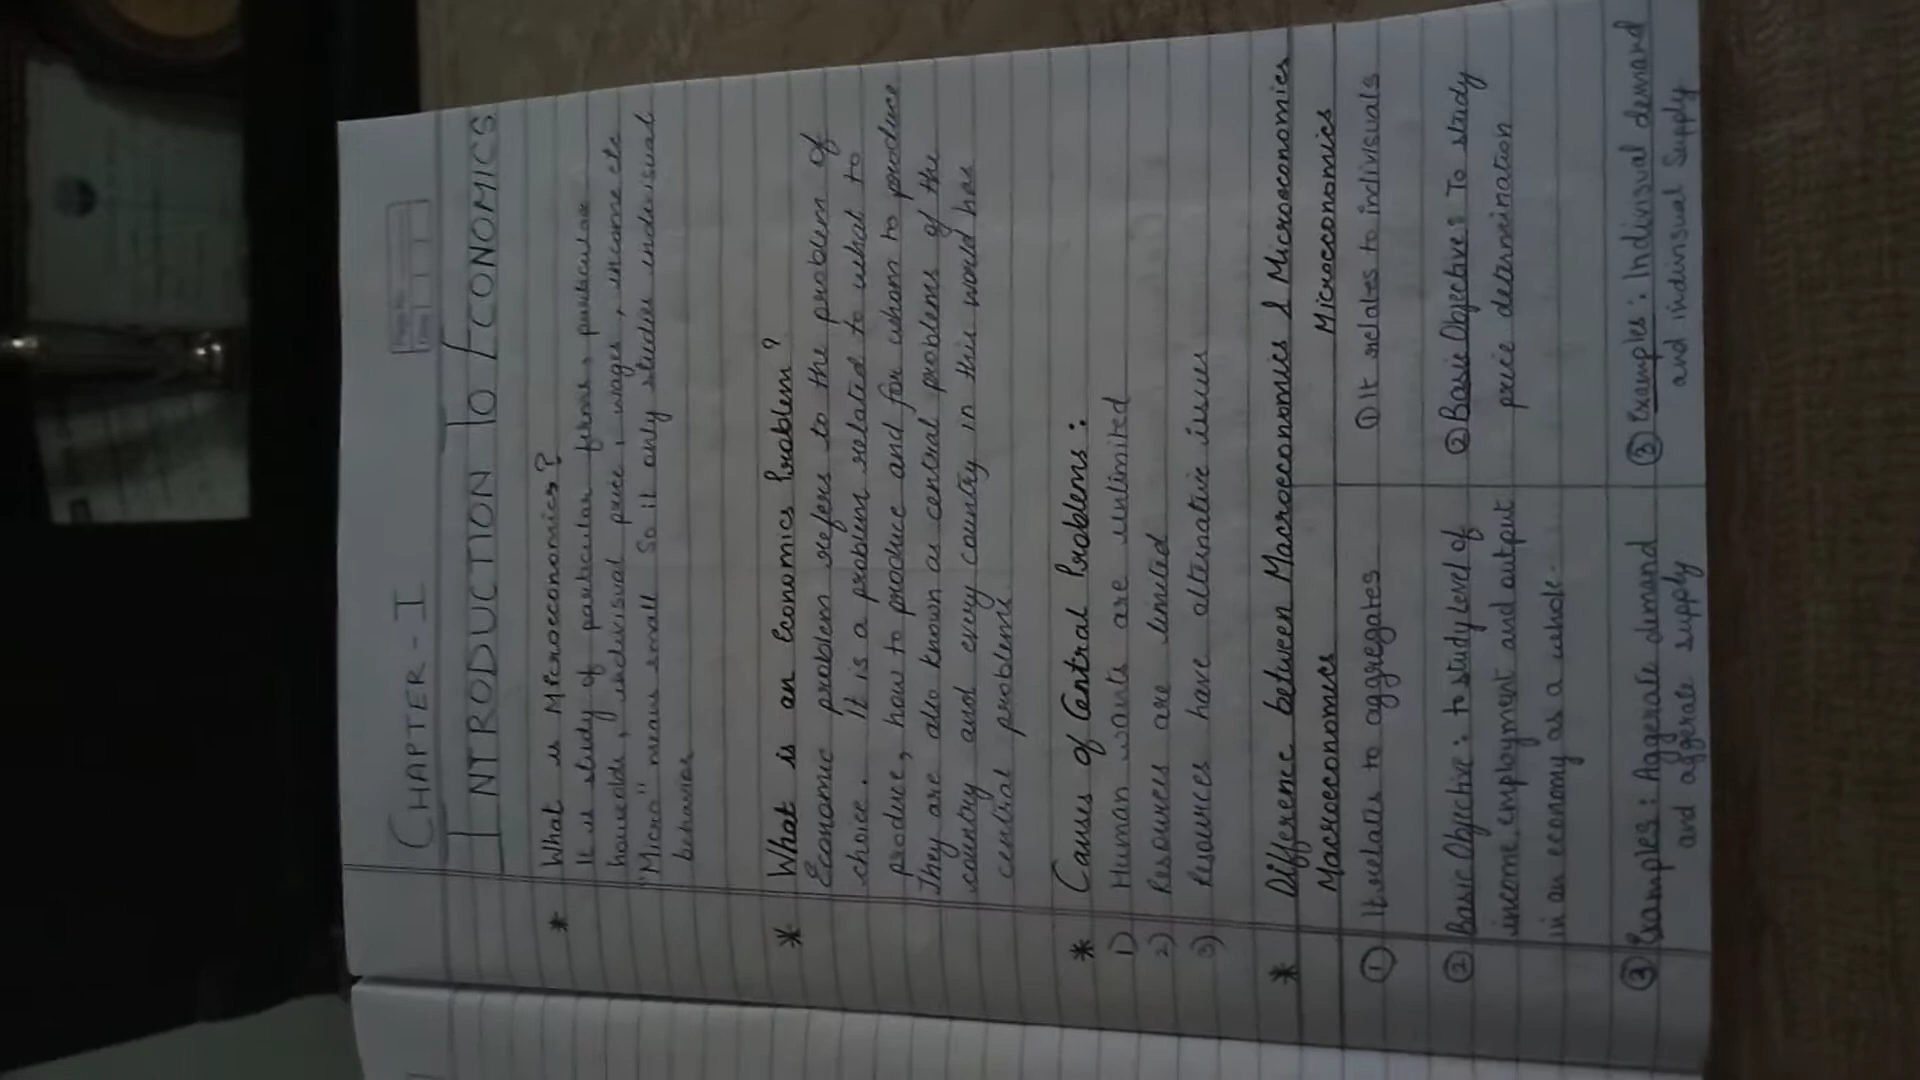 CHAPTER - I
INTRODUCTION TO ECONOMICS
* What is Microeconomics?
It is study of particular firms, particular
households, individual price, wages, income etc
"Micro" means small So it only studies individual
behavior
* What is an Economics Problem?
Economic problem refers to the problem of
choice. It is a problem related to what to
produce, how to produce and for whom to produce
They are also known as central problems of the
country and every country in this world has
central problems.
* Causes of Central Problems:
1) Human wants are unlimited
2) Resources are limited
3) Resources have alternative issues
* Difference between Macroeconomics & Microeconomics
Macroeconomics Microeconomics
① It relates to aggregates ① It relates to indivisuals
② Basic Objective: to study level of ② Basic Objective: To study
income, employment and output price determination
in an economy as a whole.
③ Examples: Aggerate demand ③ Examples: Indivisual demand
and aggerate supply and indivisual Supply